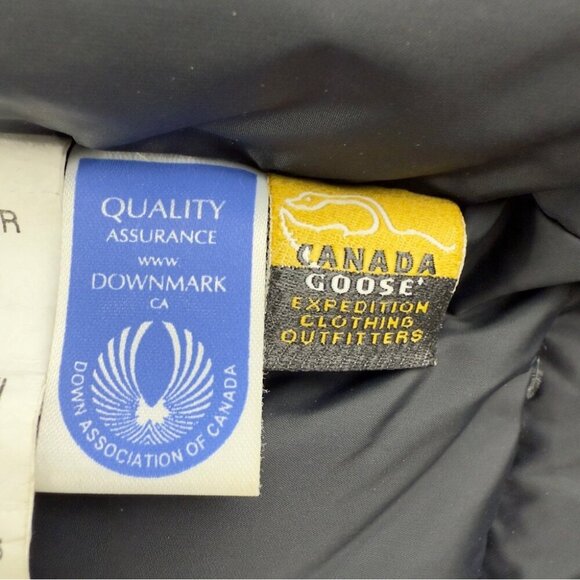 R
QUALITY
ASSURANCE
www
DOWNMARK
CA
DOWN ASSOCIATION OF CANADA
CANADA
GOOSE
EXPEDITION
CLOTHING
OUTFITTERS